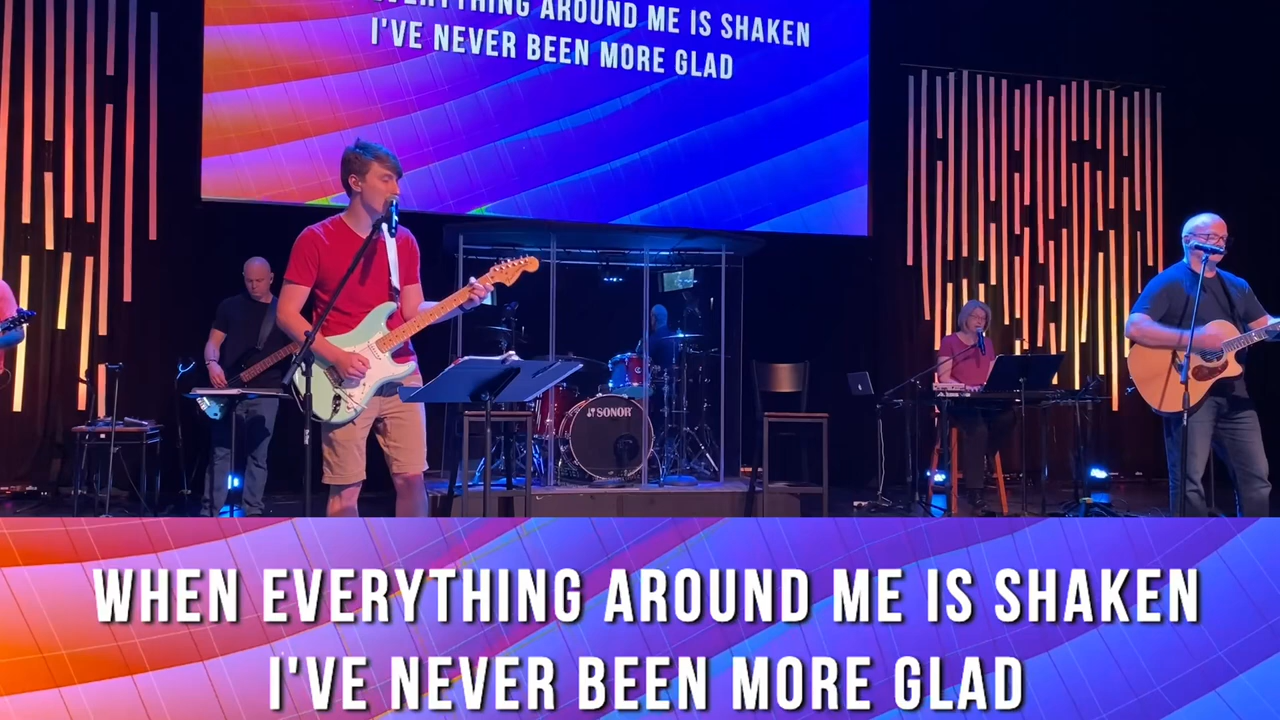 EVERYTHING AROUND ME IS SHAKEN
I'VE NEVER BEEN MORE GLAD
SONOR
WHEN EVERYTHING AROUND ME IS SHAKEN
I'VE NEVER BEEN MORE GLAD